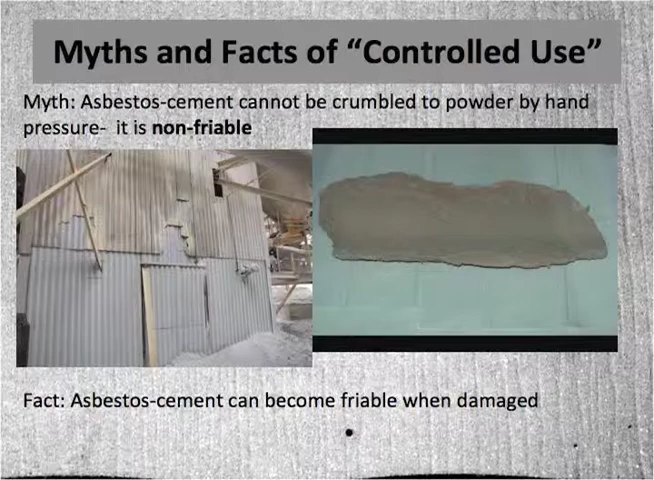 Myths and Facts of “Controlled Use”
Myth: Asbestos-cement cannot be crumbled to powder by hand
pressure- it is non-friable
Fact: Asbestos-cement can become friable when damaged